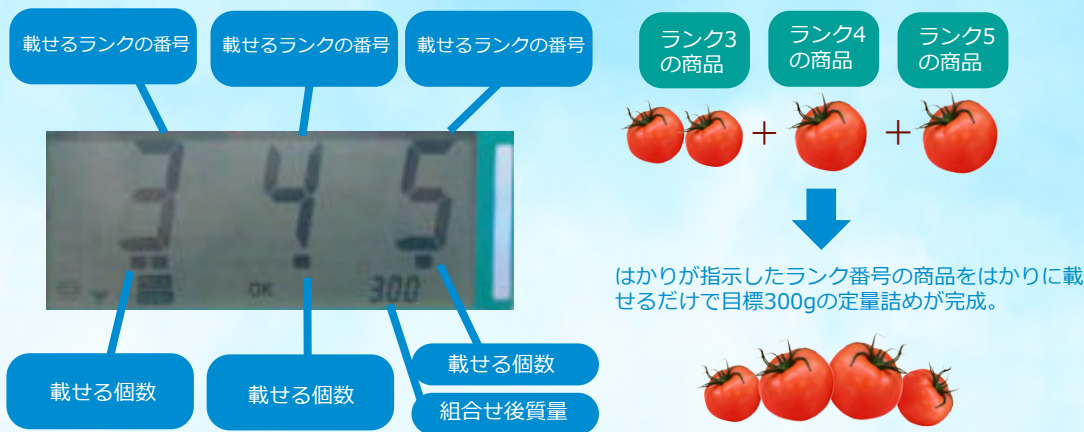 載せるランクの番号
載せるランクの番号
載せるランクの番号
3 4 5
OK 300
載せる個数
載せる個数
載せる個数
組合せ後質量
ランク3
の商品
ランク4
の商品
ランク5
の商品
+ +
はかりが指示したランク番号の商品をはかりに載
せるだけで目標300gの定量詰めが完成。